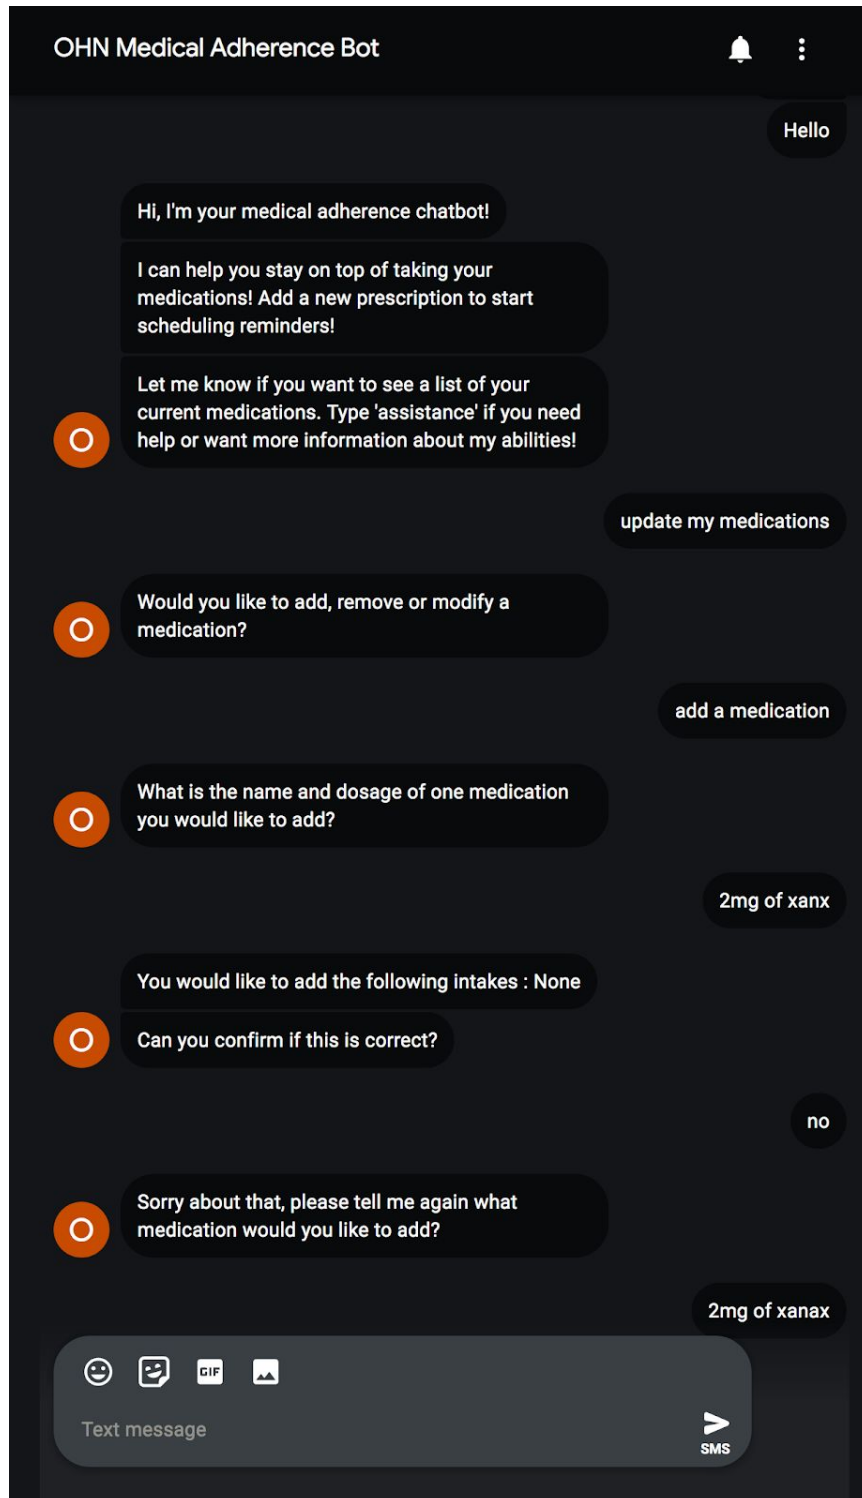 OHN Medical Adherence Bot
Hello
Hi, I'm your medical adherence chatbot!
I can help you stay on top of taking your
medications! Add a new prescription to start
scheduling reminders!
Let me know if you want to see a list of your
current medications. Type 'assistance' if you need
help or want more information about my abilities!
O
update my medications
Would you like to add, remove or modify a
medication?
O
add a medication
What is the name and dosage of one medication
you would like to add?
O
2mg of xanx
You would like to add the following intakes : None
Can you confirm if this is correct?
O
no
Sorry about that, please tell me again what
medication would you like to add?
O
2mg of xanax
GIF
Text message
SMS